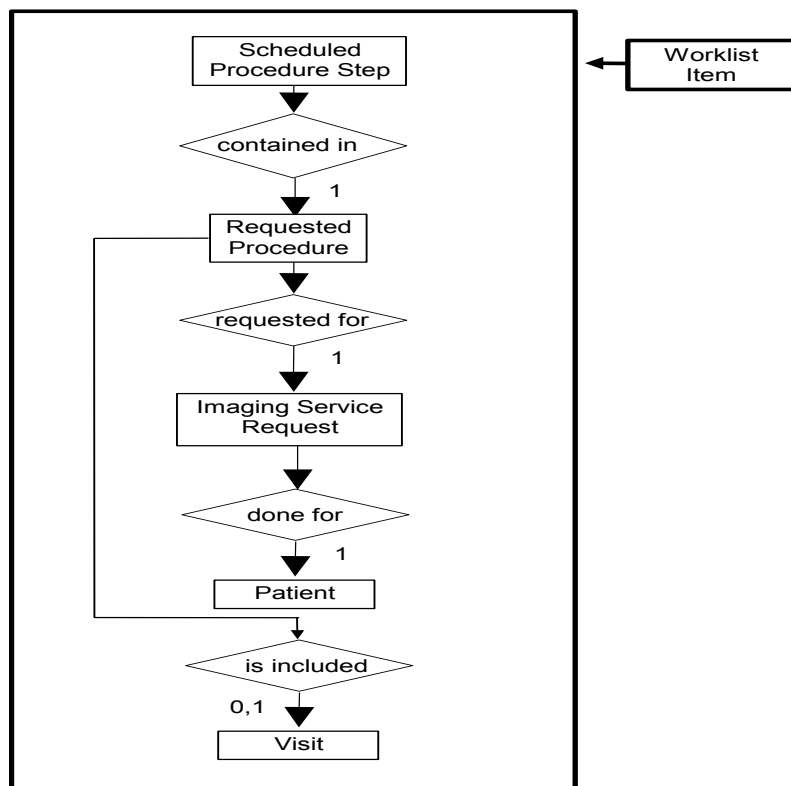 Scheduled
Procedure Step
Worklist
Item
contained in
1
Requested
Procedure
requested for
1
Imaging Service
Request
done for
1
Patient
is included
0,1
Visit